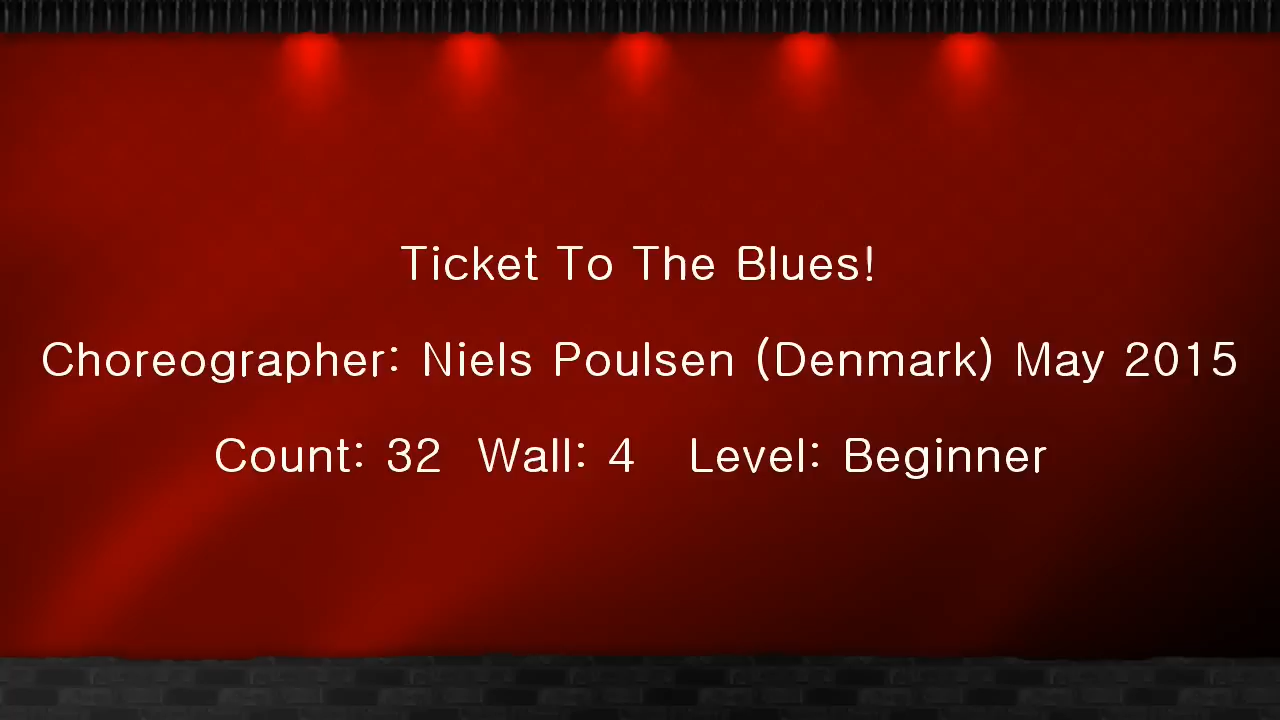 Ticket To The Blues!
Choreographer: Niels Poulsen (Denmark) May 2015
Count: 32  Wall: 4   Level: Beginner